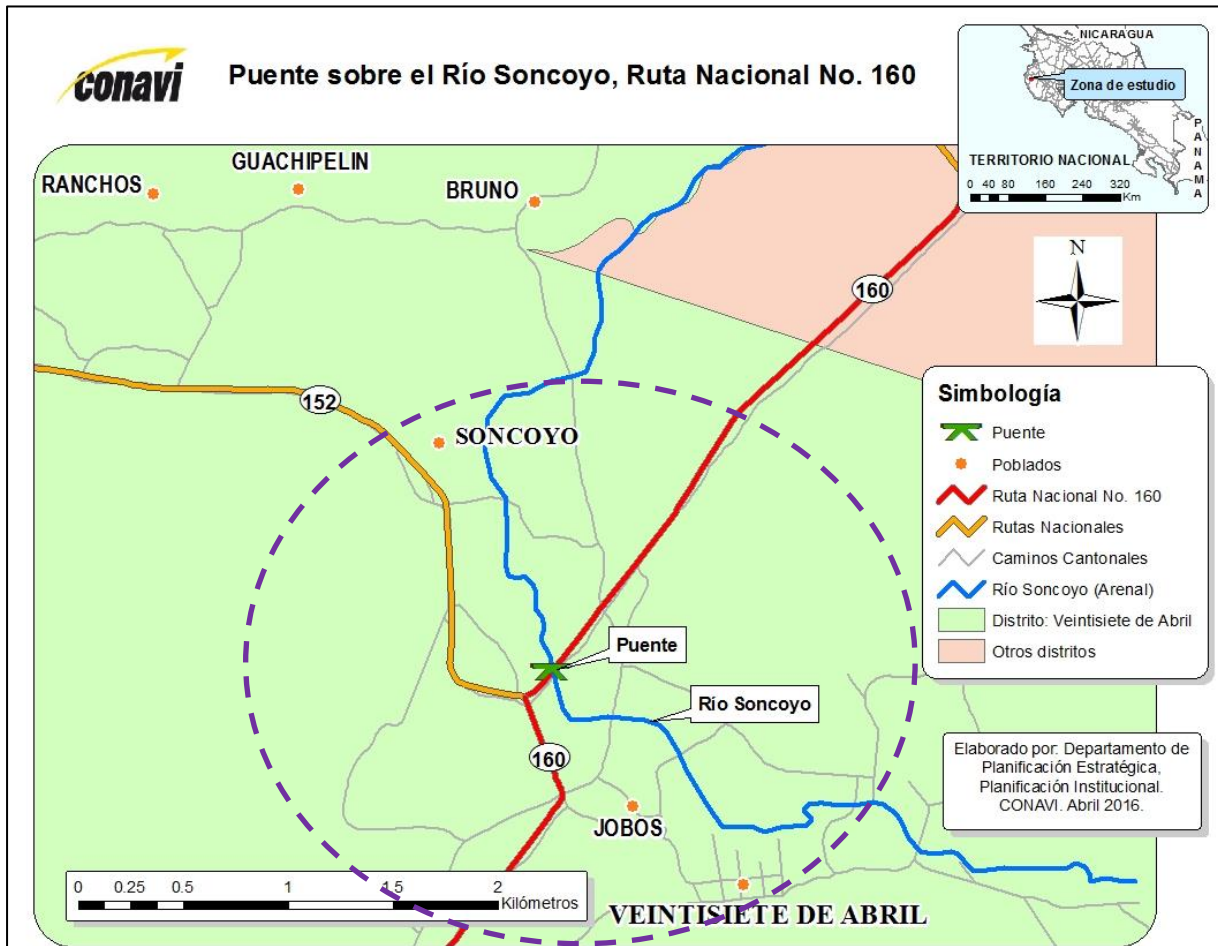 conavi
Puente sobre el Río Soncoyo, Ruta Nacional No. 160
NICARAGUA
Zona de estudio
PANAMA
TERRITORIO NACIONAL
0 40 80 160 240 320
Km
RANCHOS
GUACHIPELIN
BRUNO
160
N
152
SONCOYO
Puente
Río Soncoyo
160
JOBOS
VEINTISIETE DE ABRIL
0 0.25 0.5 1 1.5 2
Kilómetros
Simbología
Puente
Poblados
Ruta Nacional No. 160
Rutas Nacionales
Caminos Cantonales
Río Soncoyo (Arenal)
Distrito: Veintisiete de Abril
Otros distritos
Elaborado por: Departamento de
Planificación Estratégica,
Planificación Institucional.
CONAVI. Abril 2016.